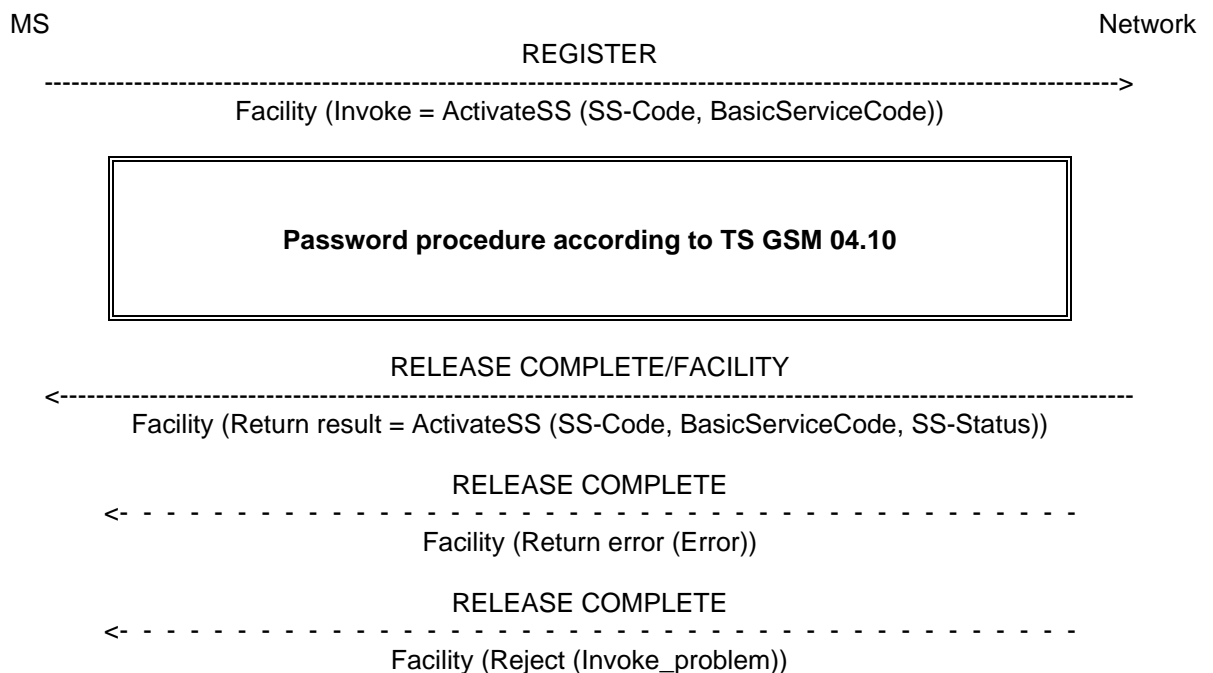 MS Network
REGISTER
------------------------------------------------------------------------------------------------------------------------>
Facility (Invoke = ActivateSS (SS-Code, BasicServiceCode))
Password procedure according to TS GSM 04.10
RELEASE COMPLETE/FACILITY
<------------------------------------------------------------------------------------------------------------------------
Facility (Return result = ActivateSS (SS-Code, BasicServiceCode, SS-Status))
RELEASE COMPLETE
<- - - - - - - - - - - - - - - - - - - - - - - - - - - - - - - - - - - - - - - - -
Facility (Return error (Error))
RELEASE COMPLETE
<- - - - - - - - - - - - - - - - - - - - - - - - - - - - - - - - - - - - - - - - -
Facility (Reject (Invoke_problem))